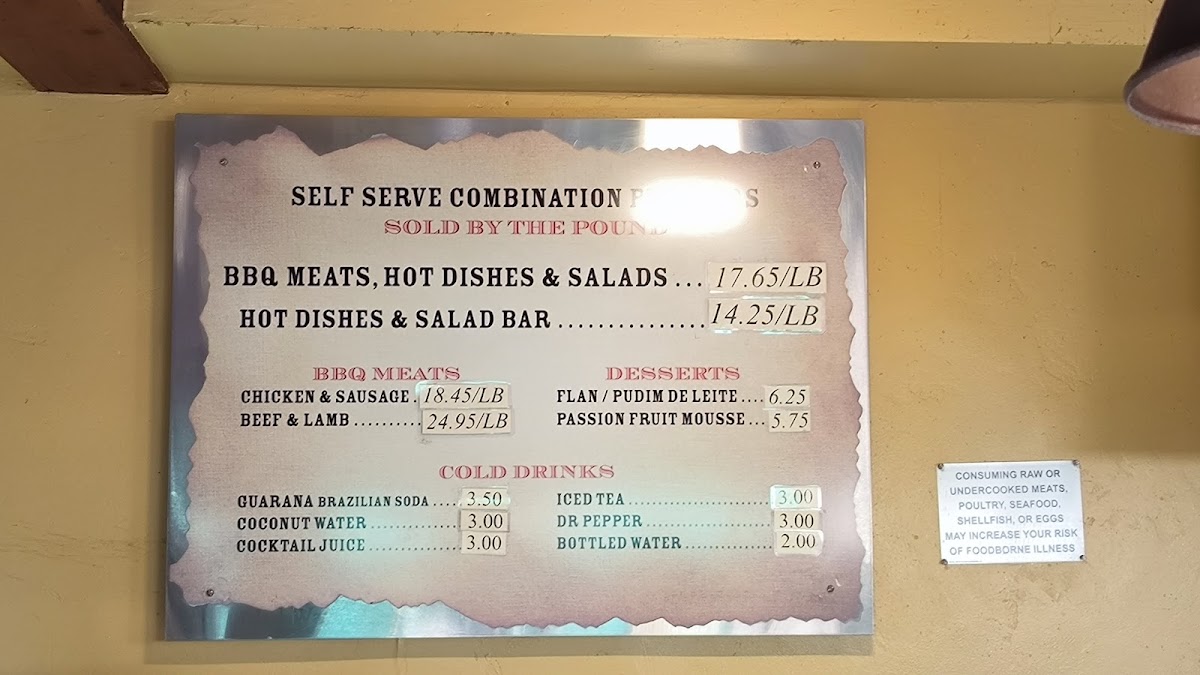 SELF SERVE COMBINATION
SOLD BY THE POUND
BBQ MEATS, HOT DISHES & SALADS ... 17.65/LB
HOT DISHES & SALAD BAR ............... 14.25/LB
BBQ MEATS
CHICKEN & SAUSAGE . 18.45/LB
BEEF & LAMB .......... 24.95/LB
DESSERTS
FLAN / PUDIM DE LEITE .... 6.25
PASSION FRUIT MOUSSE ... 5.75
COLD DRINKS
GUARANA BRAZILIAN SODA ..... 3.50
COCONUT WATER ............. 3.00
COCKTAIL JUICE ............. 3.00
ICED TEA ...................... 3.00
DR PEPPER ................... 3.00
BOTTLED WATER ............. 2.00
CONSUMING RAW OR
UNDERCOOKED MEATS,
POULTRY, SEAFOOD,
SHELLFISH, OR EGGS
MAY INCREASE YOUR RISK
OF FOODBORNE ILLNESS